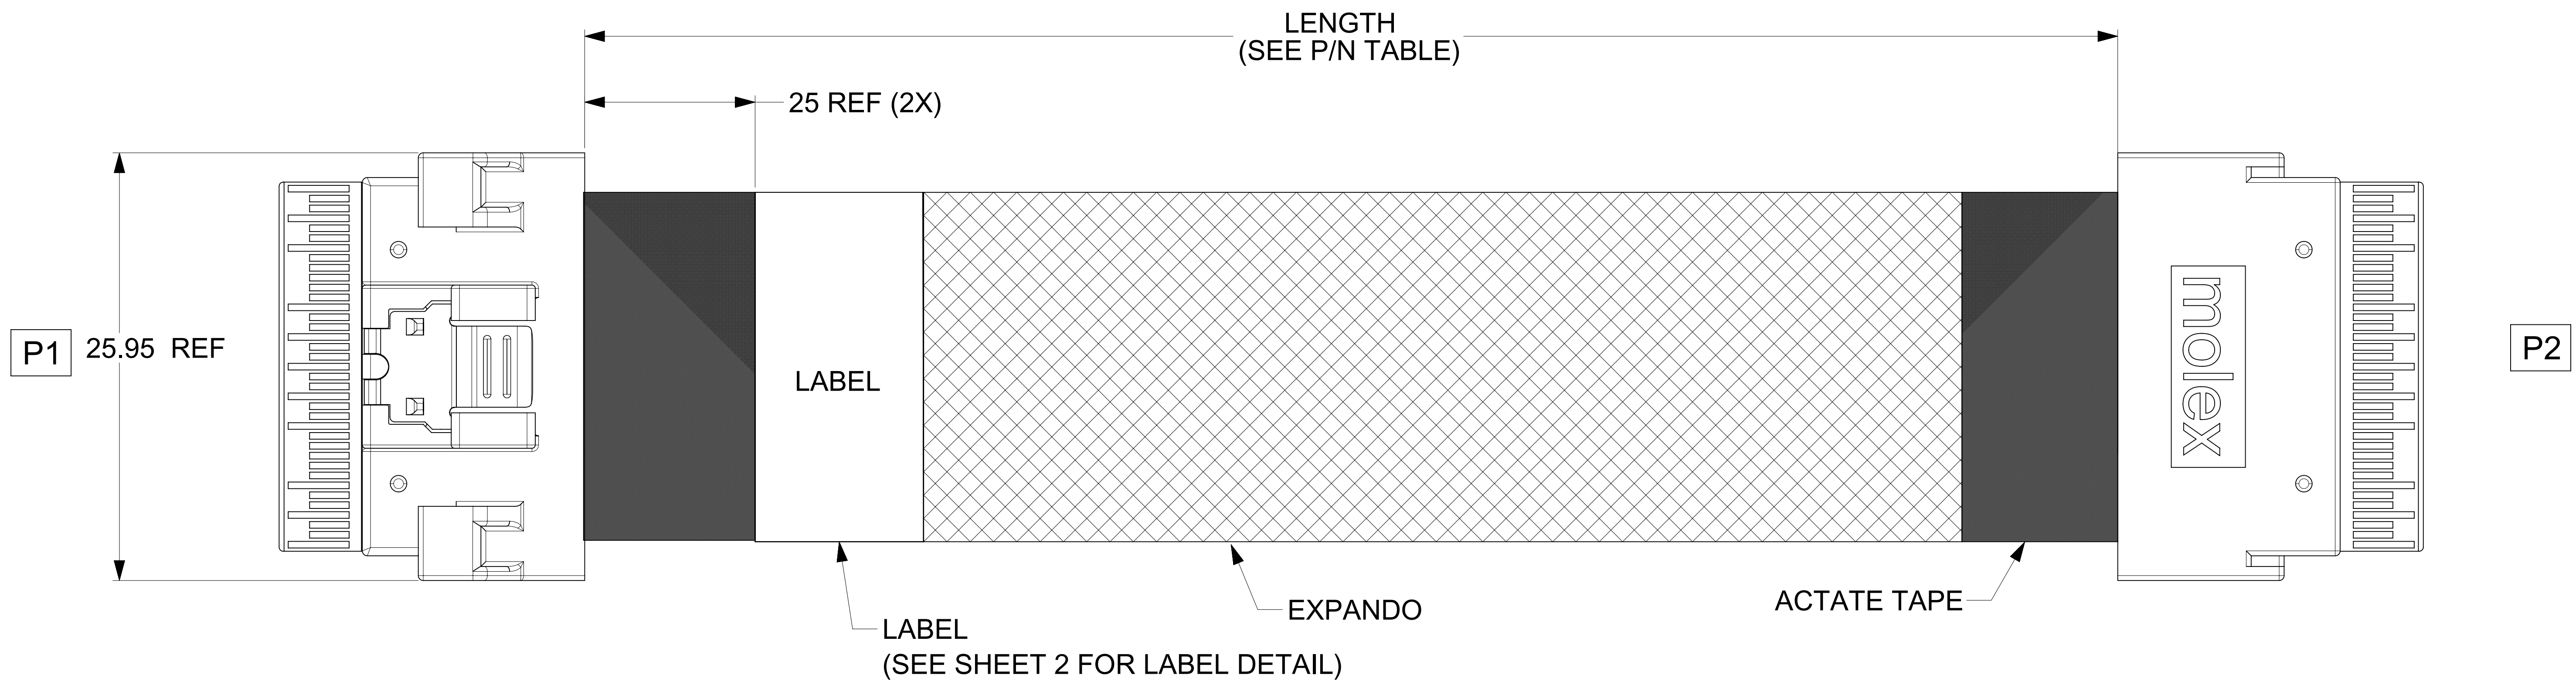 LENGTH
(SEE P/N TABLE)
25 REF (2X)
P1
25.95 REF
LABEL
molex
P2
EXPANDO
ACTATE TAPE
LABEL
(SEE SHEET 2 FOR LABEL DETAIL)